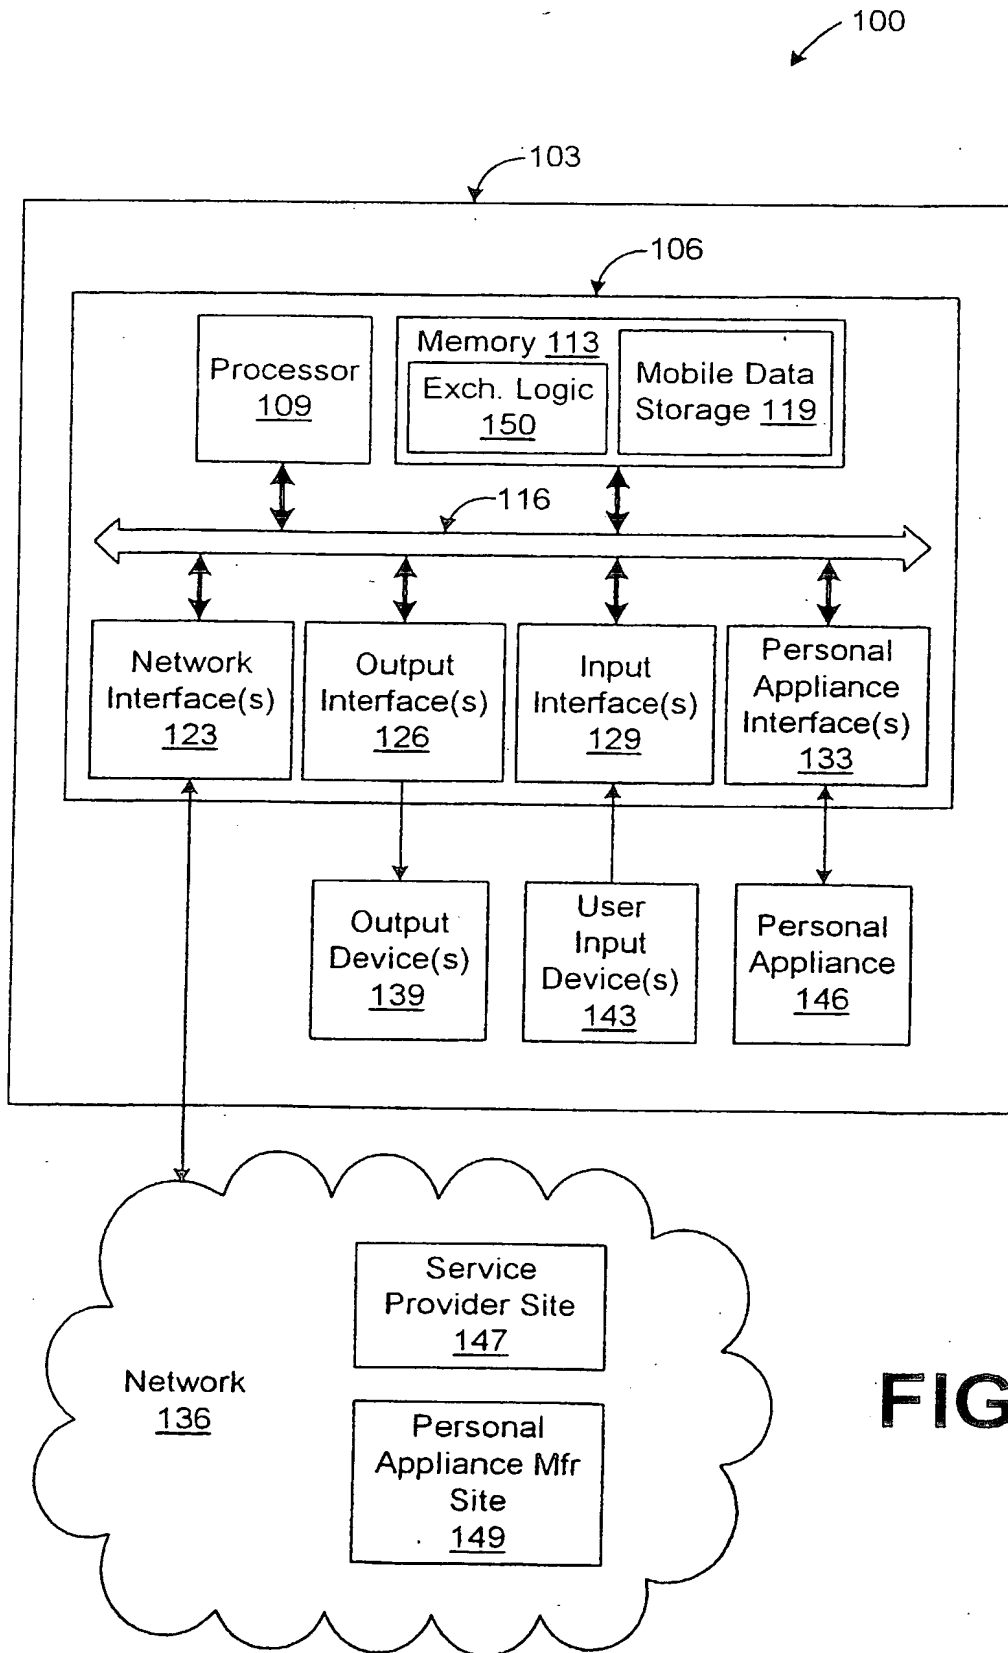 100
103
106
Processor
109
Memory 113
Exch. Logic
150
Mobile Data
Storage 119
116
Network
Interface(s)
123
Output
Interface(s)
126
Input
Interface(s)
129
Personal
Appliance
Interface(s)
133
Output
Device(s)
139
User
Input
Device(s)
143
Personal
Appliance
146
Service
Provider Site
147
Network
136
Personal
Appliance Mfr
Site
149
FIG